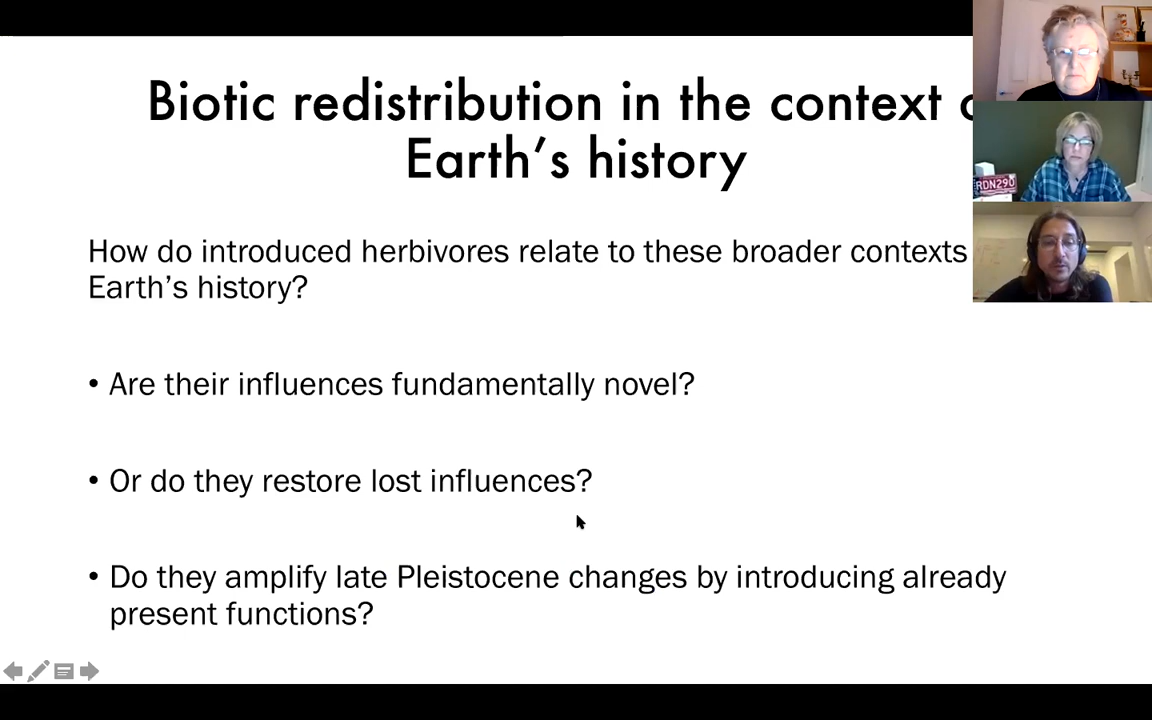 Biotic redistribution in the context
Earth's history
How do introduced herbivores relate to these broader contexts
Earth's history?
• Are their influences fundamentally novel?
• Or do they restore lost influences?
• Do they amplify late Pleistocene changes by introducing already
present functions?
RDN290